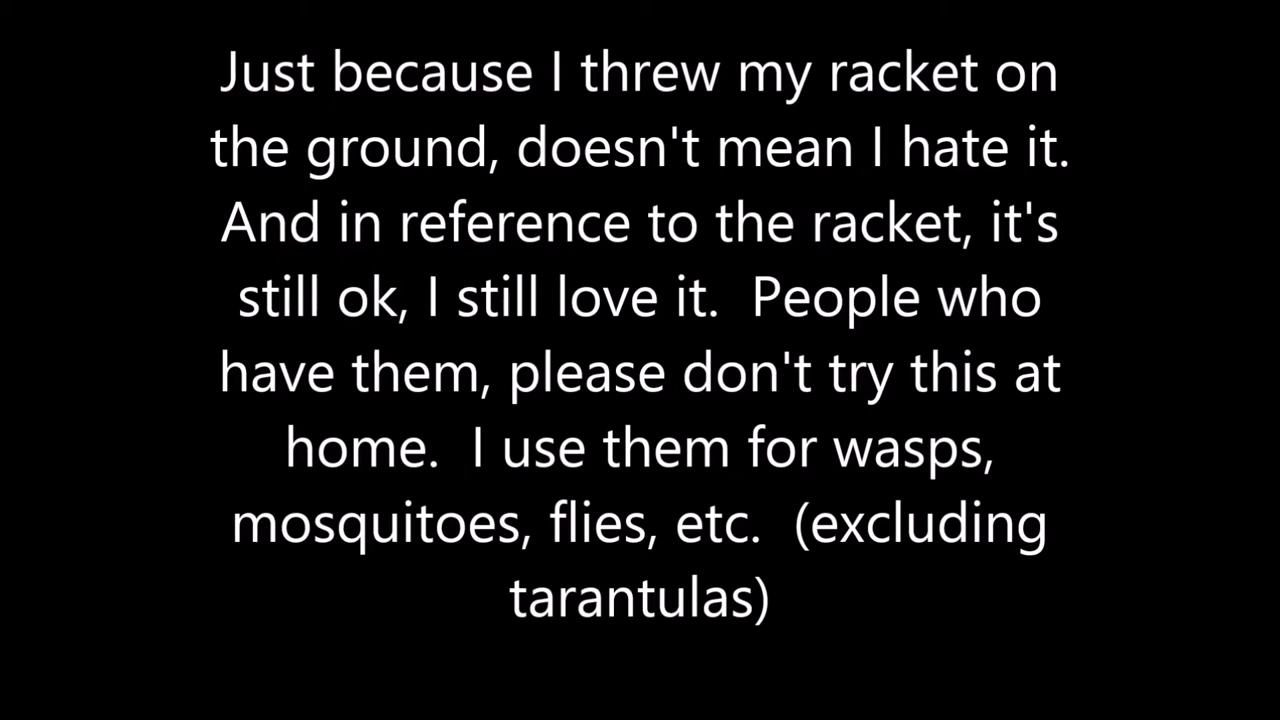 Just because I threw my racket on
the ground, doesn't mean I hate it.
And in reference to the racket, it's
still ok, I still love it.  People who
have them, please don't try this at
home.  I use them for wasps,
mosquitoes, flies, etc.  (excluding
tarantulas)